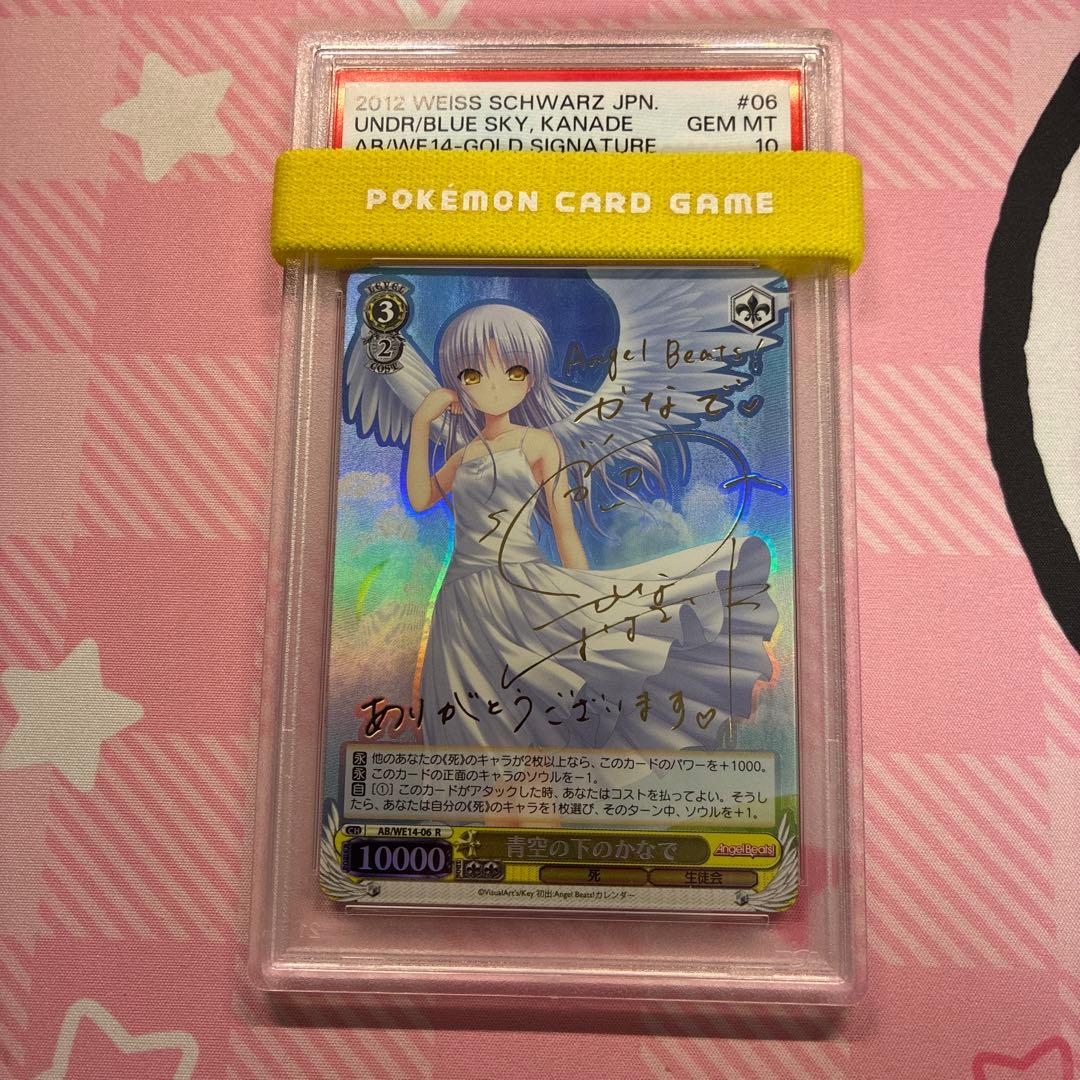 2012 WEISS SCHWARZ JPN. #06
UNDR/BLUE SKY, KANADE GEM MT
AB/WE14-GOLD SIGNATURE 10
POKÉMON CARD GAME
LEVEL
3
2
COST
Angel Beats!
かなで♡
ありがとうございます♡
永 他のあなたの《死》のキャラが2枚以上なら、このカードのパワーを+1000。
永 このカードの正面のキャラのソウルを-1。
自 [①] このカードがアタックした時、あなたはコストを払ってよい。そうし
たら、あなたは自分の《死》のキャラを1枚選び、そのターン中、ソウルを+1。
CH AB/WE14-06 R
10000 青空の下のかなで Angel Beats!
死 生徒会
©VisualArt's/Key 初出:Angel Beats!カレンダー